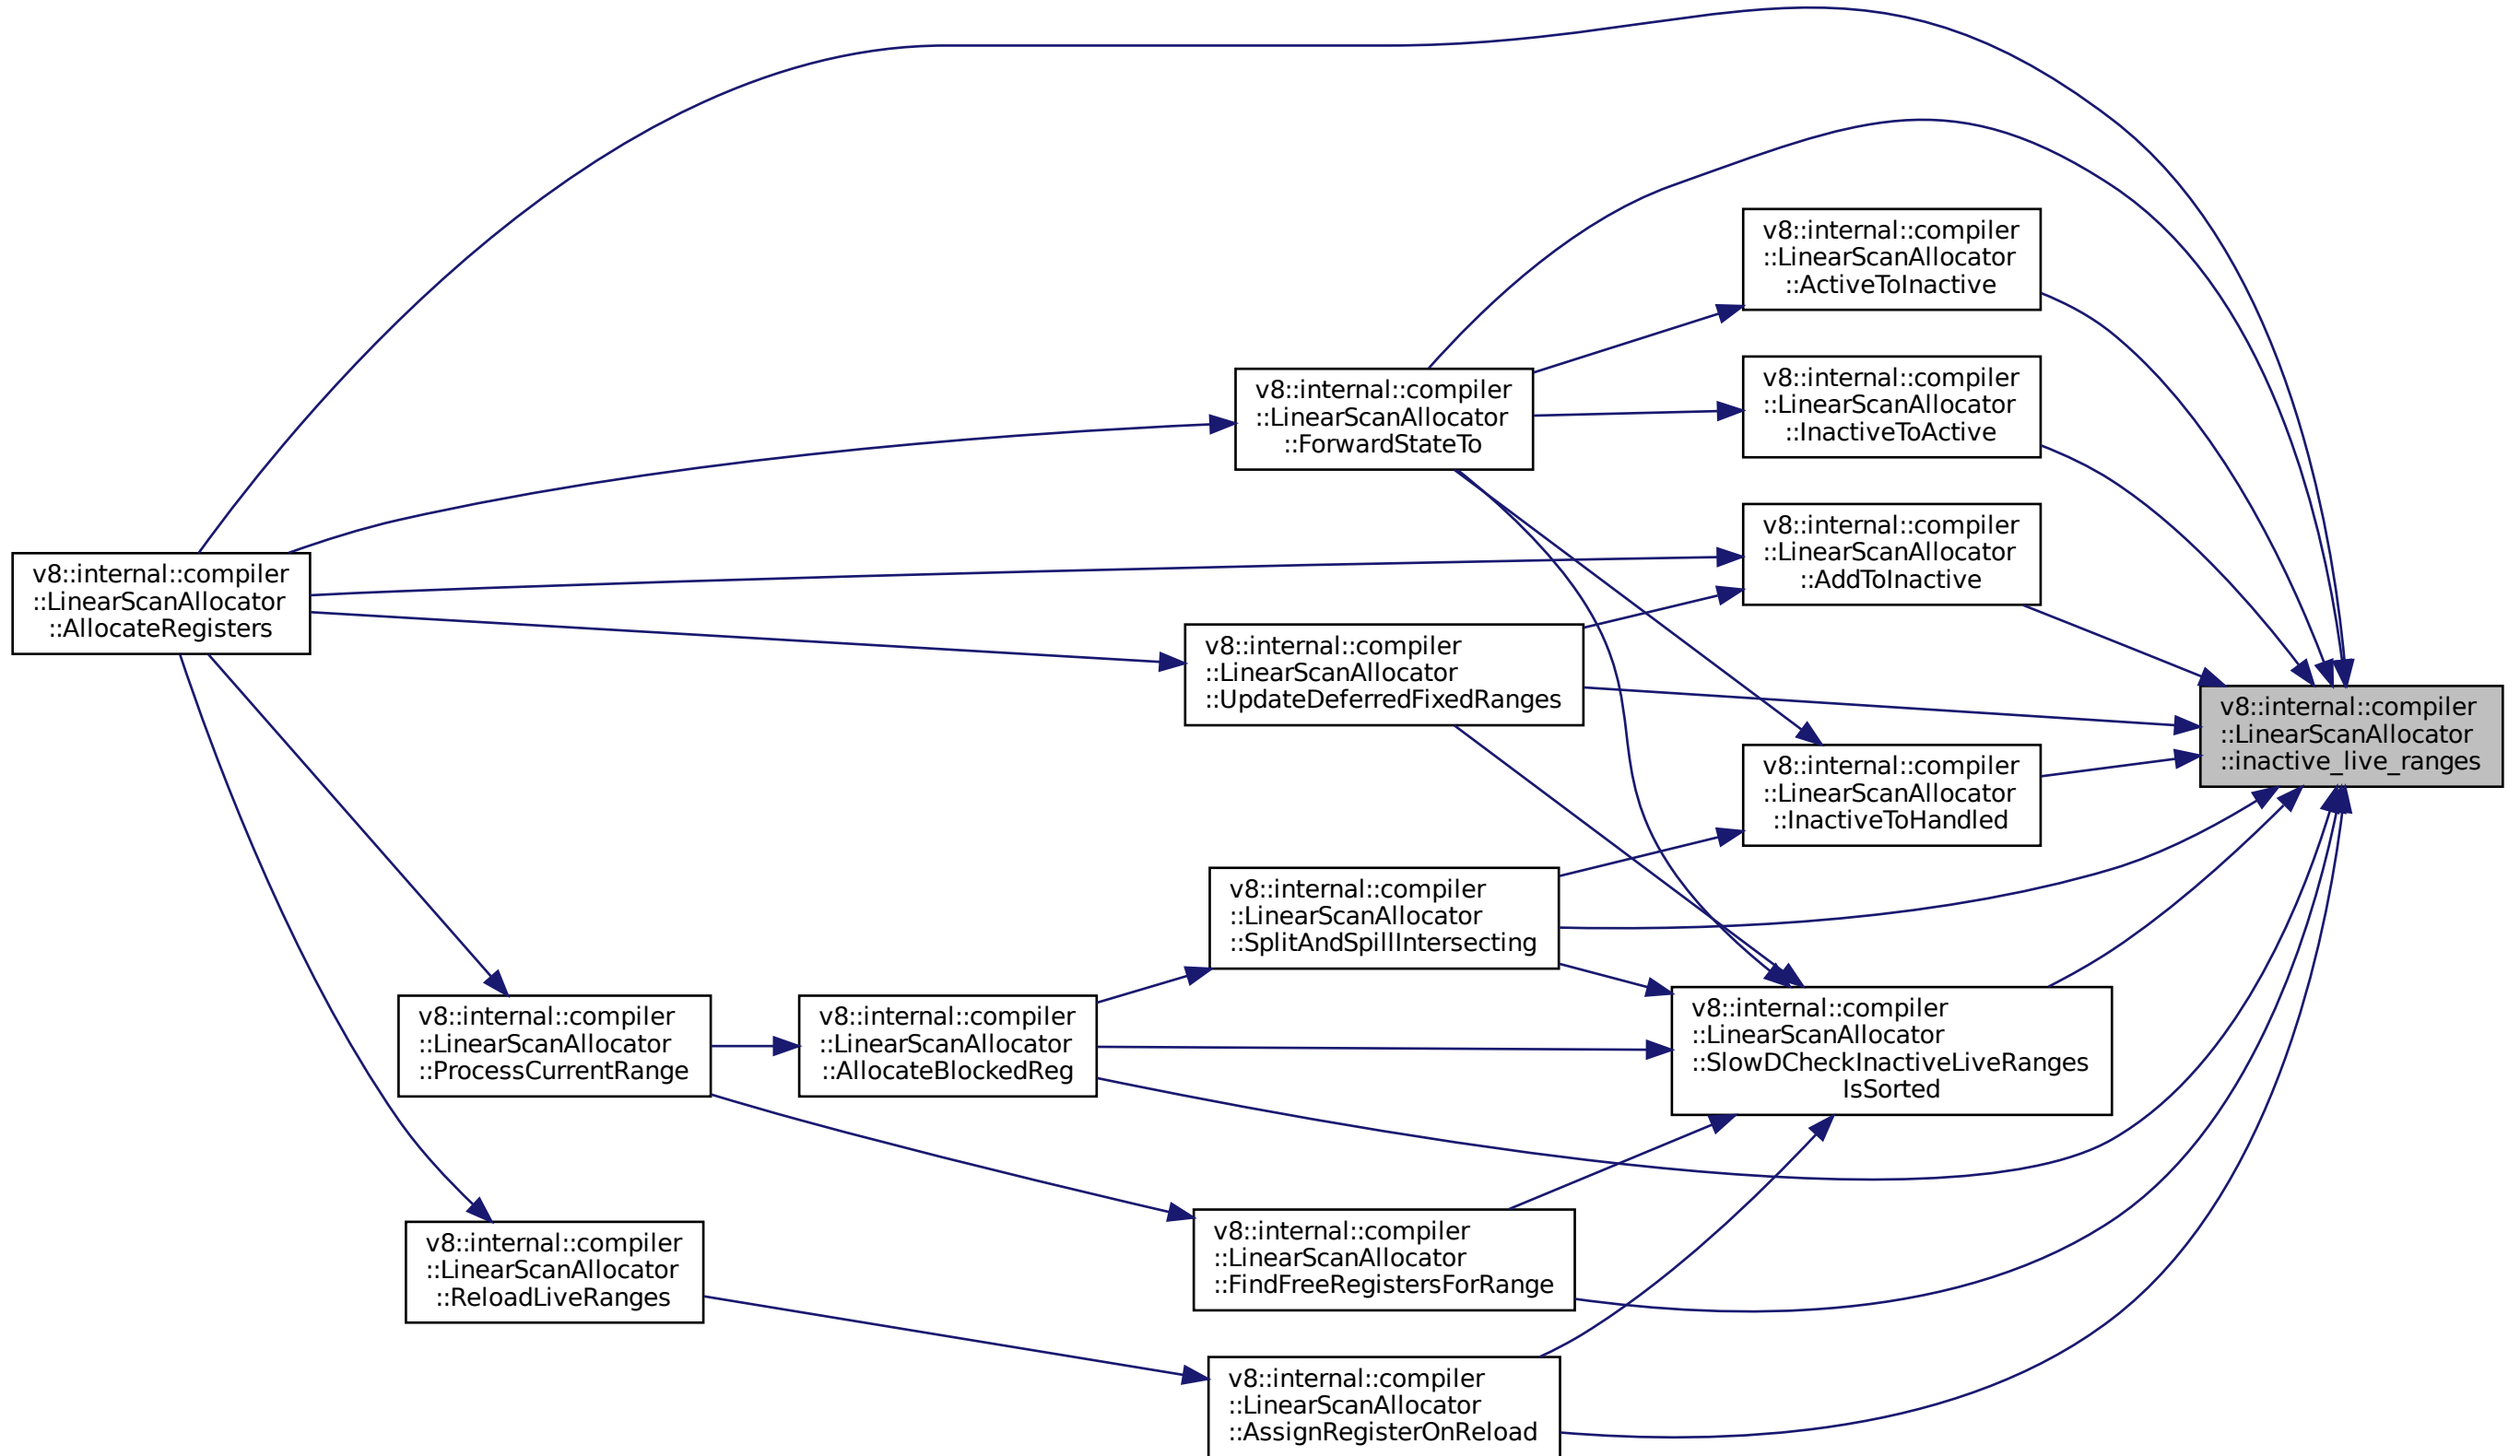 v8::internal::compiler
::LinearScanAllocator
::ActiveToInactive
v8::internal::compiler
::LinearScanAllocator
::InactiveToActive
v8::internal::compiler
::LinearScanAllocator
::ForwardStateTo
v8::internal::compiler
::LinearScanAllocator
::AddToInactive
v8::internal::compiler
::LinearScanAllocator
::AllocateRegisters
v8::internal::compiler
::LinearScanAllocator
::UpdateDeferredFixedRanges
v8::internal::compiler
::LinearScanAllocator
::inactive_live_ranges
v8::internal::compiler
::LinearScanAllocator
::InactiveToHandled
v8::internal::compiler
::LinearScanAllocator
::SplitAndSpillIntersecting
v8::internal::compiler
::LinearScanAllocator
::SlowDCheckInactiveLiveRanges
IsSorted
v8::internal::compiler
::LinearScanAllocator
::ProcessCurrentRange
v8::internal::compiler
::LinearScanAllocator
::AllocateBlockedReg
v8::internal::compiler
::LinearScanAllocator
::FindFreeRegistersForRange
v8::internal::compiler
::LinearScanAllocator
::ReloadLiveRanges
v8::internal::compiler
::LinearScanAllocator
::AssignRegisterOnReload